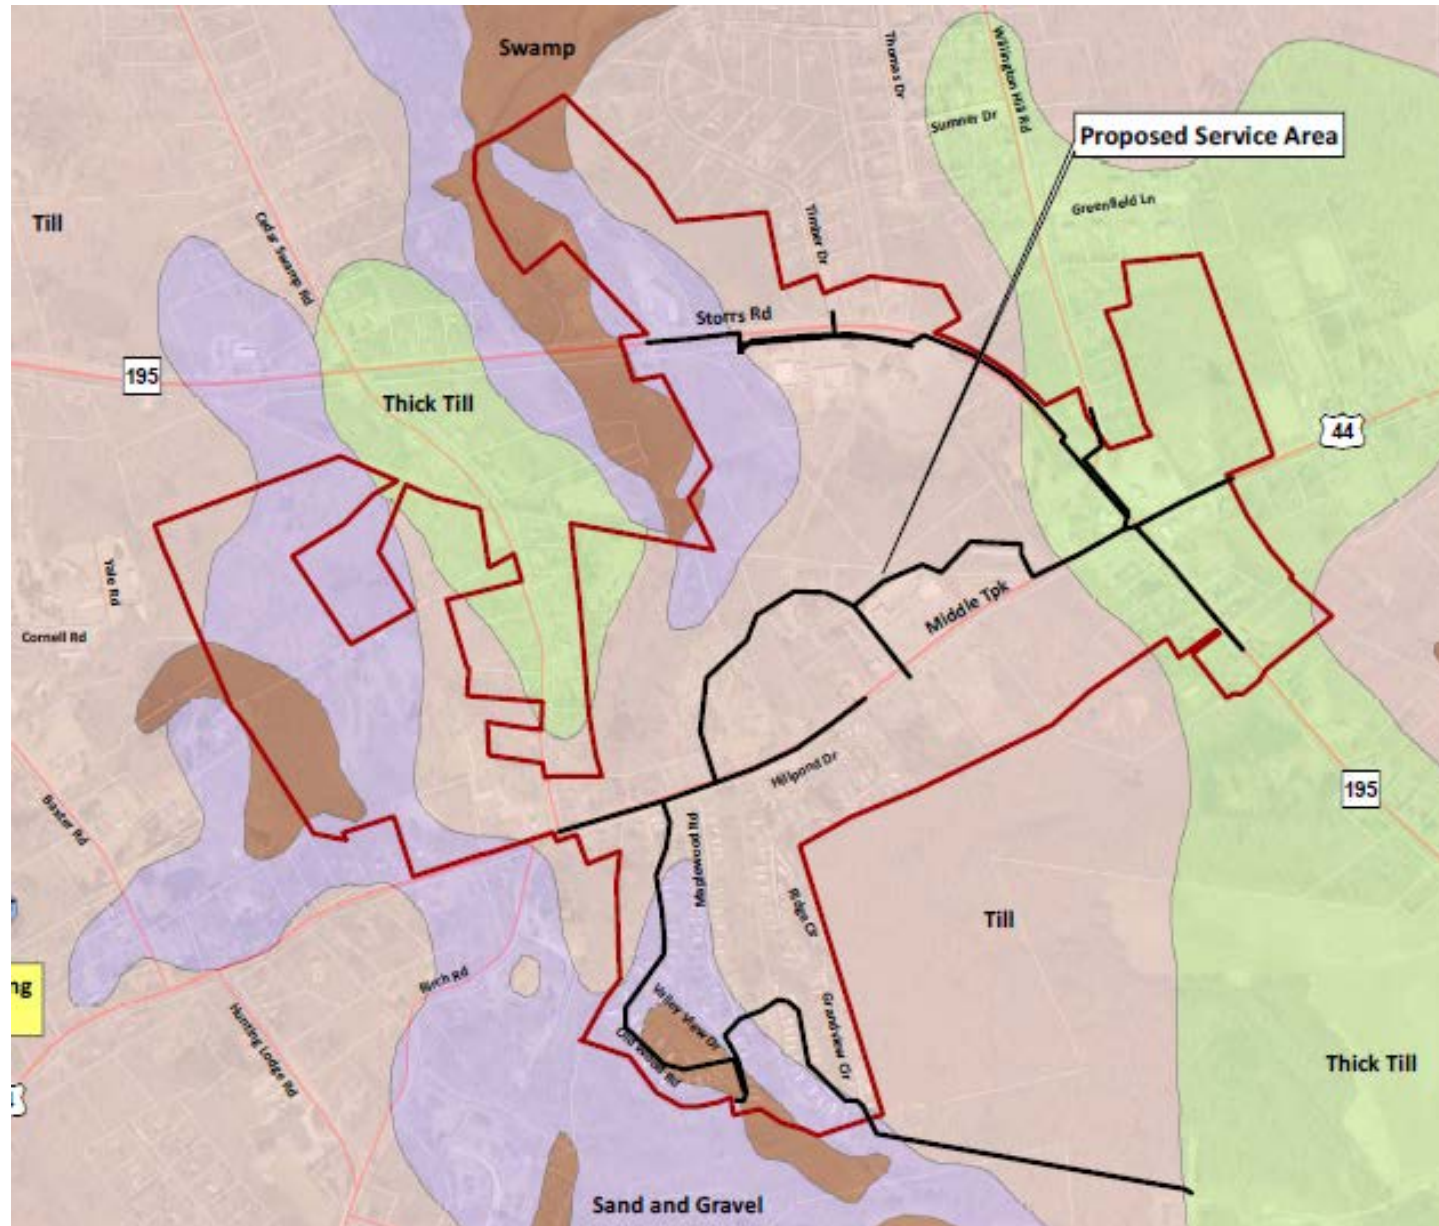 Swamp
Thomas Dr
Willington Hill Rd
Sumner Dr
Proposed Service Area
Till
Cedar Swamp Rd
Timber Dr
Greenfield Ln
Storrs Rd
195
Thick Till
44
Yale Rd
Cornell Rd
Middle Tpk
Hillpond Dr
Baxter Rd
Maplewood Rd
195
Ridge Cir
Till
ng
Birch Rd
Valley View Dr
Old Wood Rd
Grandview Cir
Hunting Lodge Rd
Thick Till
Sand and Gravel